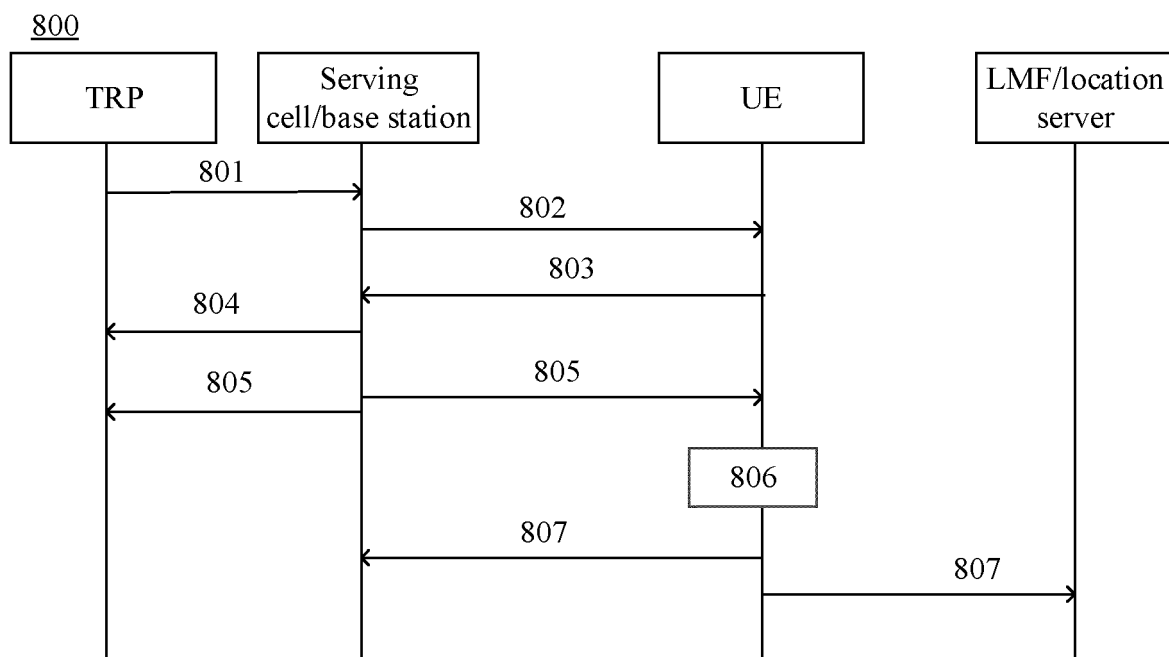 800
TRP
Serving
cell/base station
UE
LMF/location
server
801
802
803
804
805
805
806
807
807